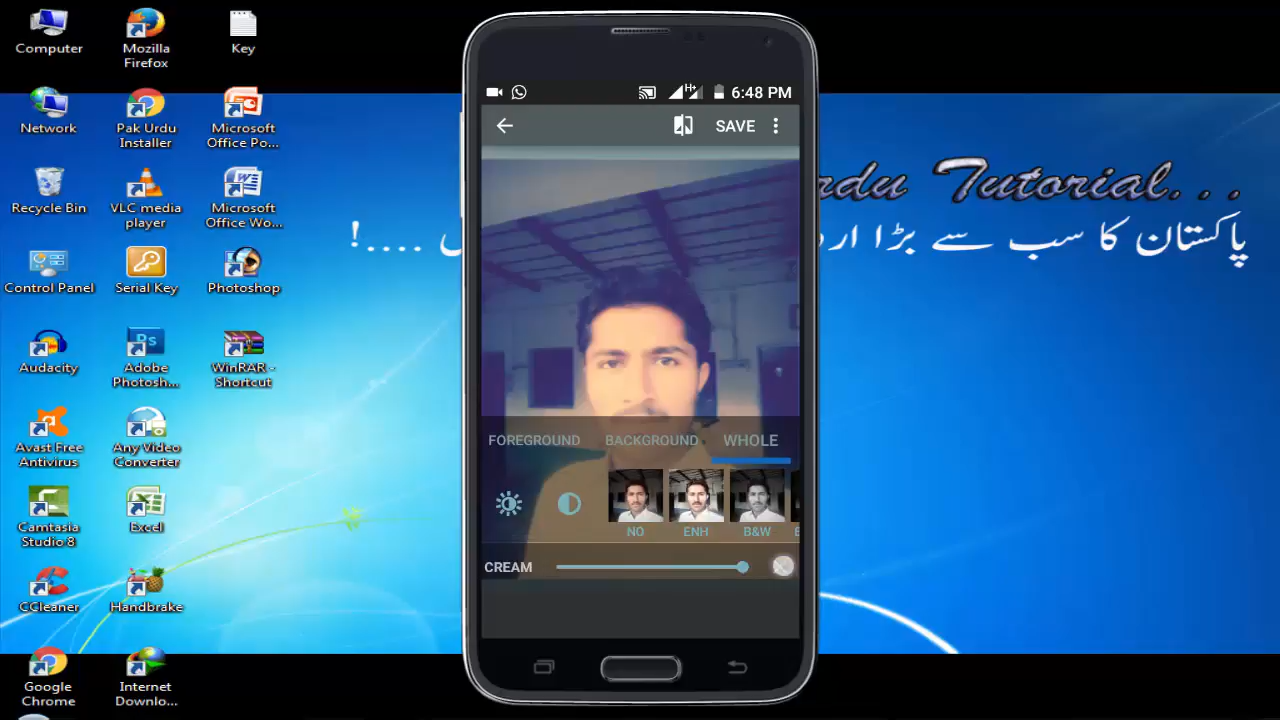 Computer
Mozilla
Firefox
Key
Network
Pak Urdu
Installer
Microsoft
Office Po...
Recycle Bin
VLC media
player
Microsoft
Office Wo...
Control Panel
Serial Key
Photoshop
Audacity
Adobe
Photosh...
WinRAR -
Shortcut
Avast Free
Antivirus
Any Video
Converter
Camtasia
Studio 8
Excel
CCleaner
Handbrake
Google
Chrome
Internet
Downlo...
H+
6:48 PM
SAVE
FOREGROUND
BACKGROUND
WHOLE
NO
ENH
B&W
CREAM
rdu Tutorial...
پاکستان کا سب سے بڑا ار